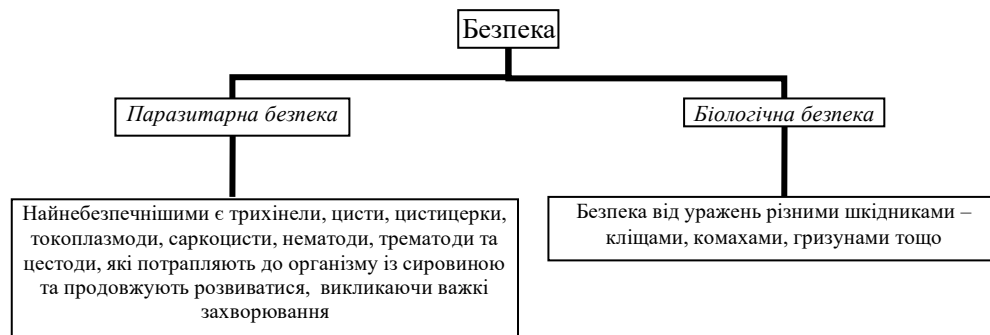 Безпека
Паразитарна безпека
Біологічна безпека
Найнебезпечнішими є трихінели, цисти, цистицерки,
токоплазмоди, саркоцисти, нематоди, трематоди та
цестоди, які потрапляють до організму із сировиною
та продовжують розвиватися, викликаючи важкі
захворювання
Безпека від уражень різними шкідниками –
кліщами, комахами, гризунами тощо